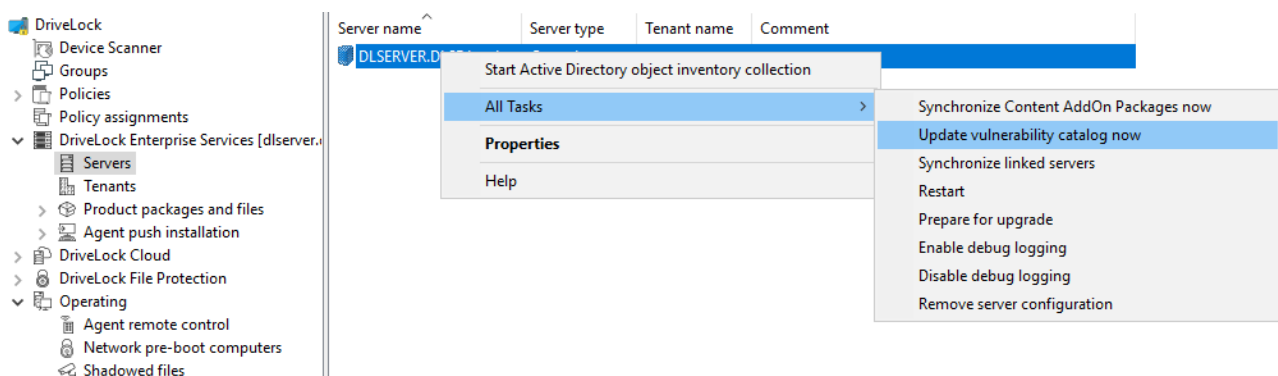 DriveLock
Device Scanner
Groups
Policies
Policy assignments
DriveLock Enterprise Services [dlserver.
Servers
Tenants
Product packages and files
Agent push installation
DriveLock Cloud
DriveLock File Protection
Operating
Agent remote control
Network pre-boot computers
Shadowed files
Server name Server type Tenant name Comment
DLSERVER.D
Start Active Directory object inventory collection
All Tasks
Properties
Help
Synchronize Content AddOn Packages now
Update vulnerability catalog now
Synchronize linked servers
Restart
Prepare for upgrade
Enable debug logging
Disable debug logging
Remove server configuration